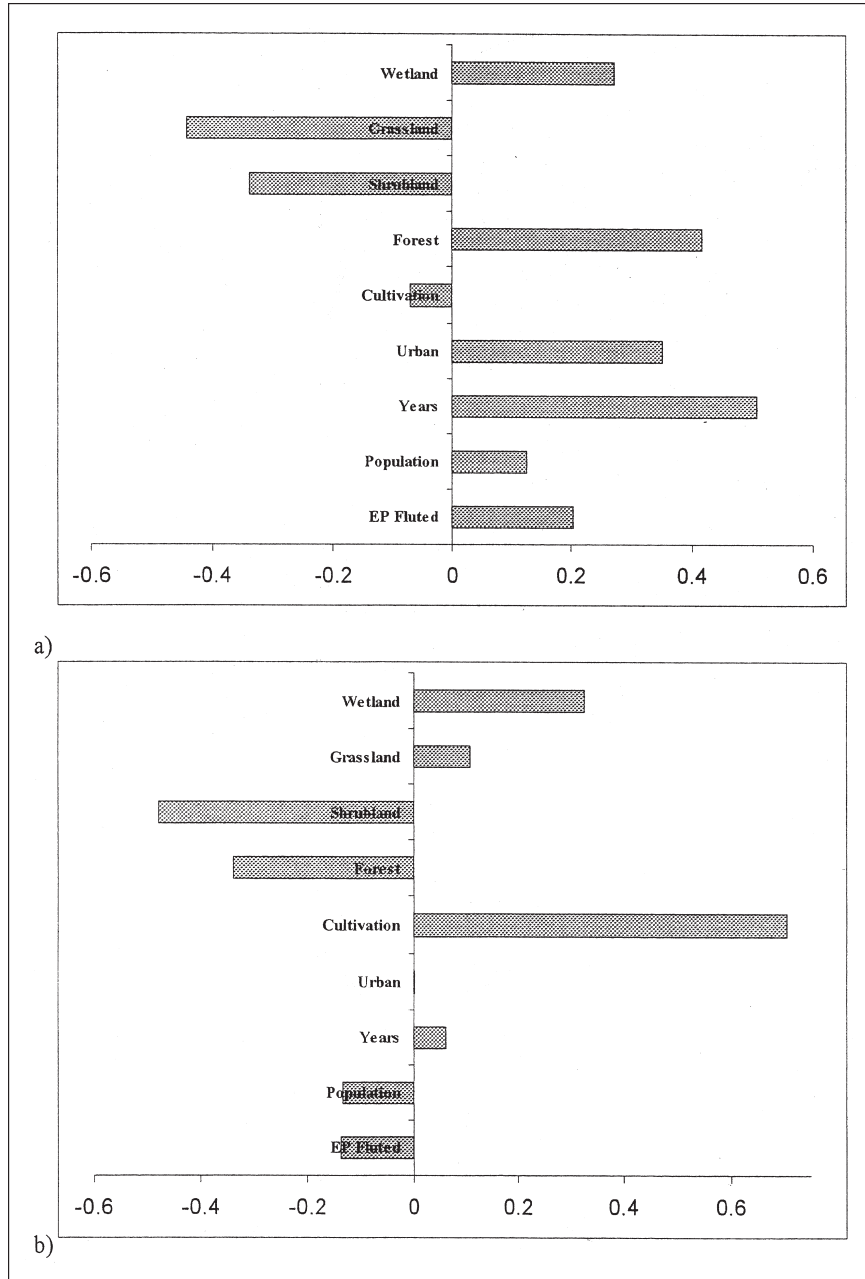 Wetland
Grassland
Shrubland
Forest
Cultivation
Urban
Years
Population
EP Fluted
-0.6 -0.4 -0.2 0 0.2 0.4 0.6
a)
Wetland
Grassland
Shrubland
Forest
Cultivation
Urban
Years
Population
EP Fluted
-0.6 -0.4 -0.2 0 0.2 0.4 0.6
b)